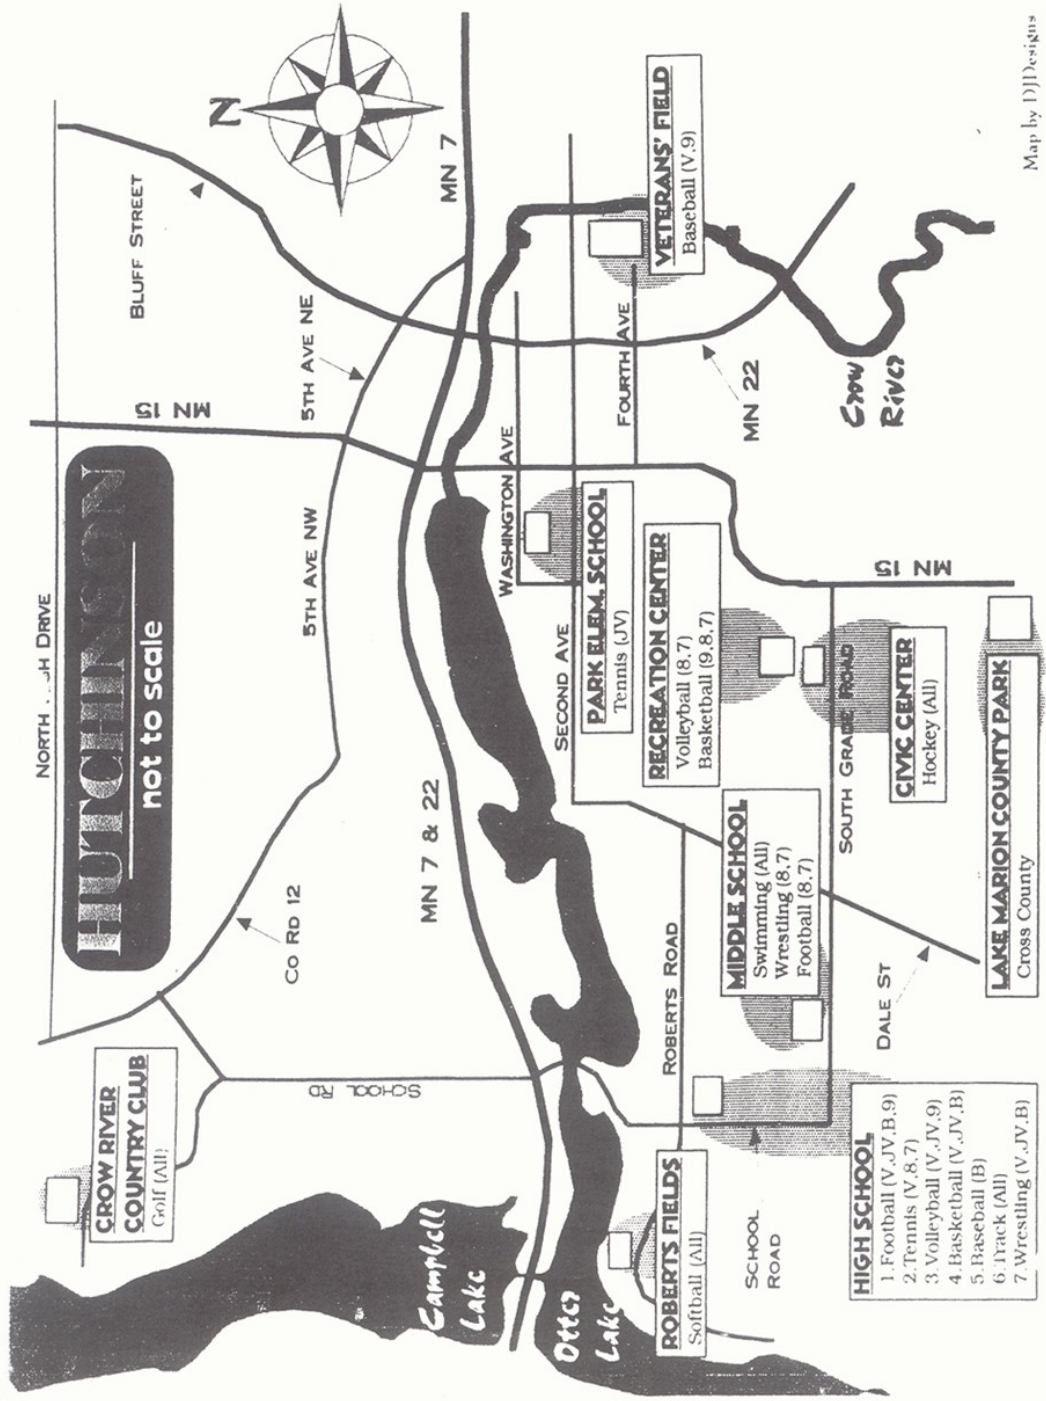 HUTCHINSON
not to scale
NORTH
DRIVE
BLUFF STREET
N
MN 7
5TH AVE NE
MN 15
5TH AVE NW
CO RD 12
MN 7 & 22
SCHOOL RD
CROW RIVER
COUNTRY CLUB
Golf (All)
Campbell
Lake
Otter
Lake
WASHINGTON AVE
SECOND AVE
FOURTH AVE
MN 22
Crow
River
VETERANS' FIELD
Baseball (V.9)
PARK ELEM. SCHOOL
Tennis (JV)
RECREATION CENTER
Volleyball (8.7)
Basketball (9.8.7)
MN 15
SOUTH GRADE ROAD
CIVIC CENTER
Hockey (All)
LAKE MARION COUNTY PARK
Cross County
MIDDLE SCHOOL
Swimming (All)
Wrestling (8.7)
Football (8.7)
ROBERTS ROAD
DALE ST
ROBERTS FIELDS
Softball (All)
SCHOOL
ROAD
HIGH SCHOOL
1. Football (V.JV.B.9)
2. Tennis (V.8.7)
3 Volleyball (V.JV.9)
4. Basketball (V.JV.B)
5. Baseball (B)
6. Track (All)
7. Wrestling (V.JV.B)
Map by DJDesigns